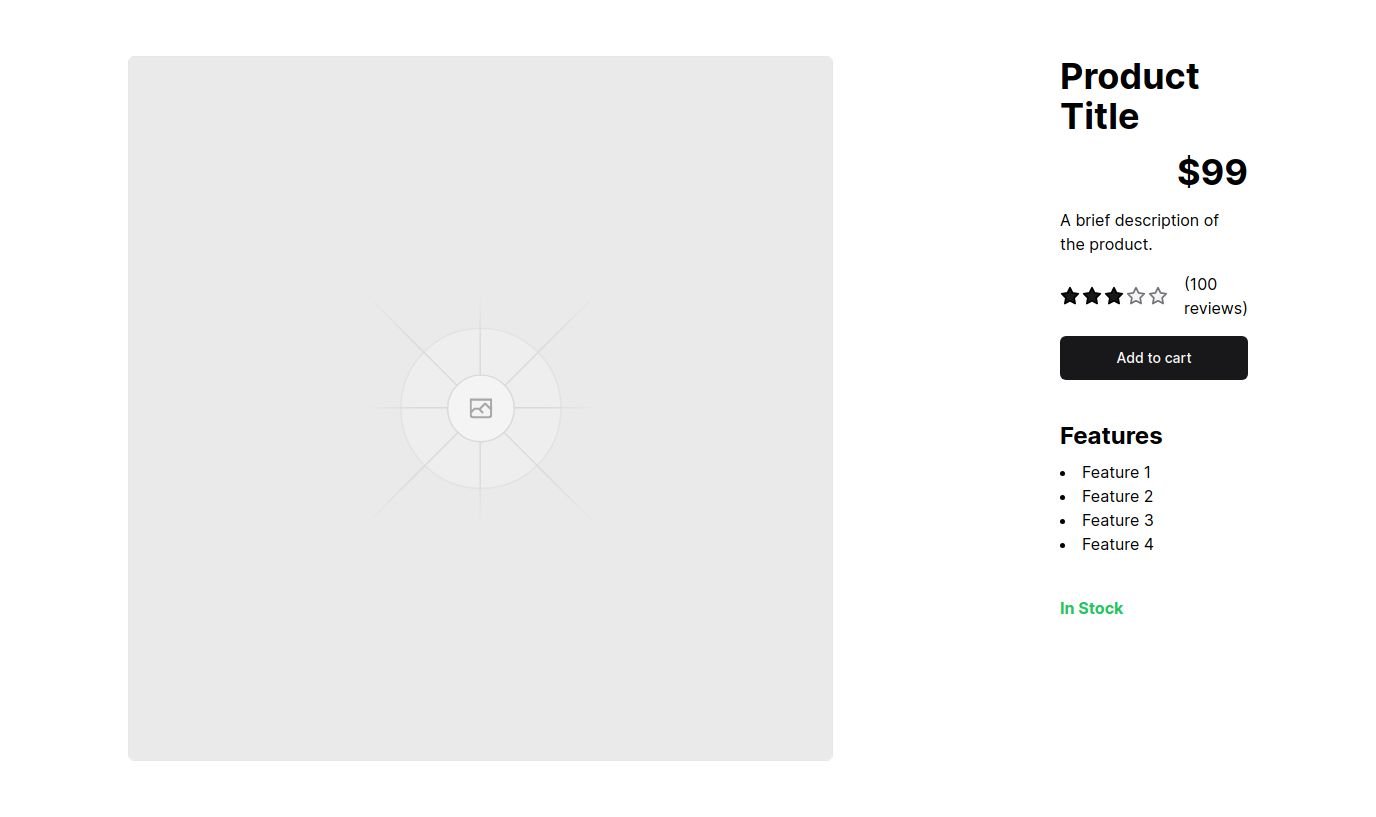 Product
Title
$99
A brief description of
the product.
(100
reviews)
Add to cart
Features
Feature 1
Feature 2
Feature 3
Feature 4
In Stock